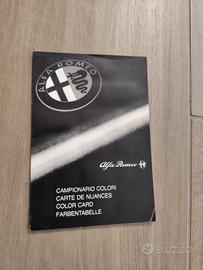 ALFA ROMEO
Alfa Romeo
CAMPIONARIO COLORI
CARTE DE NUANCES
COLOR CARD
FARBENTABELLE
SUBITO